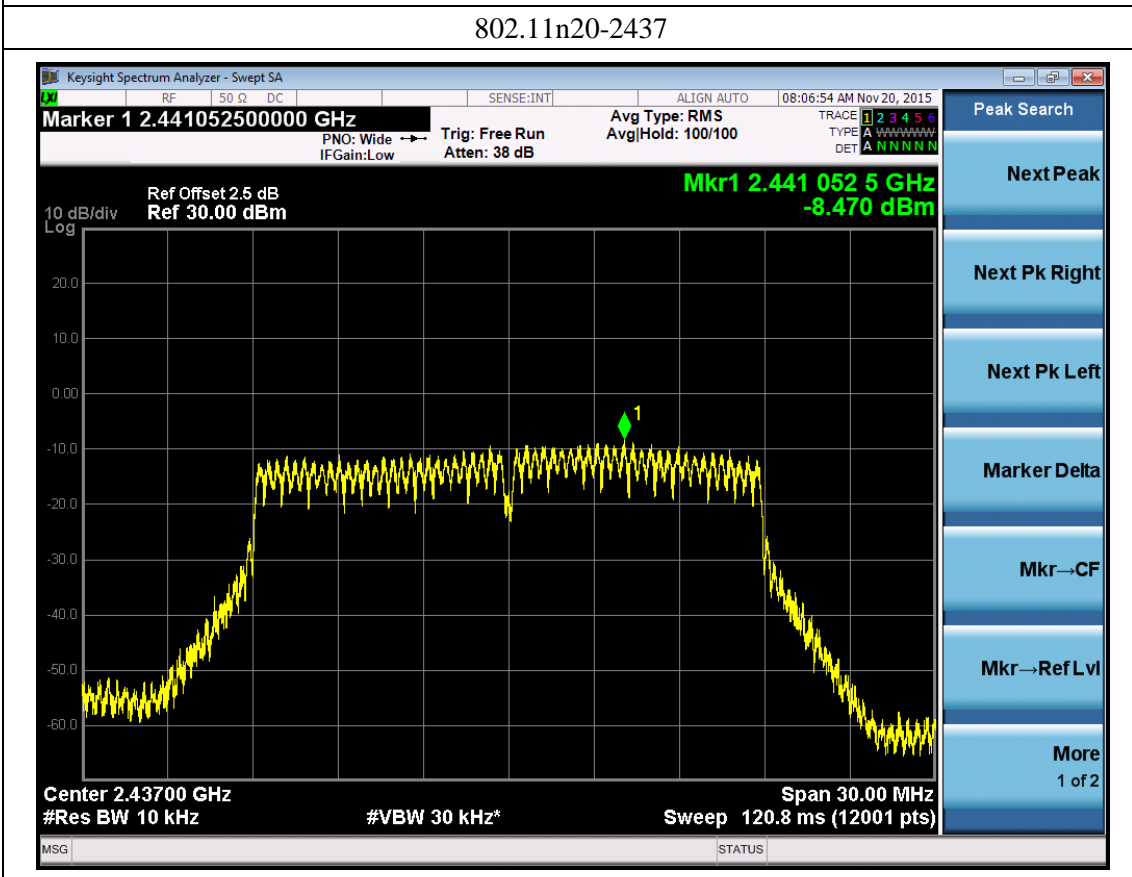 802.11n20-2437
Keysight Spectrum Analyzer - Swept SA
LXI RF 50 Ω DC SENSE:INT ALIGN AUTO 08:06:54 AM Nov 20, 2015
Marker 1 2.441052500000 GHz
PNO: Wide
IFGain:Low
Trig: Free Run
Atten: 38 dB
Avg Type: RMS
Avg|Hold: 100/100
TRACE 1 2 3 4 5 6
TYPE A WWWWW
DET A N N N N N
Mkr1 2.441 052 5 GHz
-8.470 dBm
Ref Offset 2.5 dB
10 dB/div Ref 30.00 dBm
Log
20.0
10.0
0.00
-10.0
-20.0
-30.0
-40.0
-50.0
-60.0
1
Center 2.43700 GHz Span 30.00 MHz
#Res BW 10 kHz #VBW 30 kHz* Sweep 120.8 ms (12001 pts)
MSG STATUS
Peak Search
Next Peak
Next Pk Right
Next Pk Left
Marker Delta
Mkr→CF
Mkr→Ref Lvl
More
1 of 2